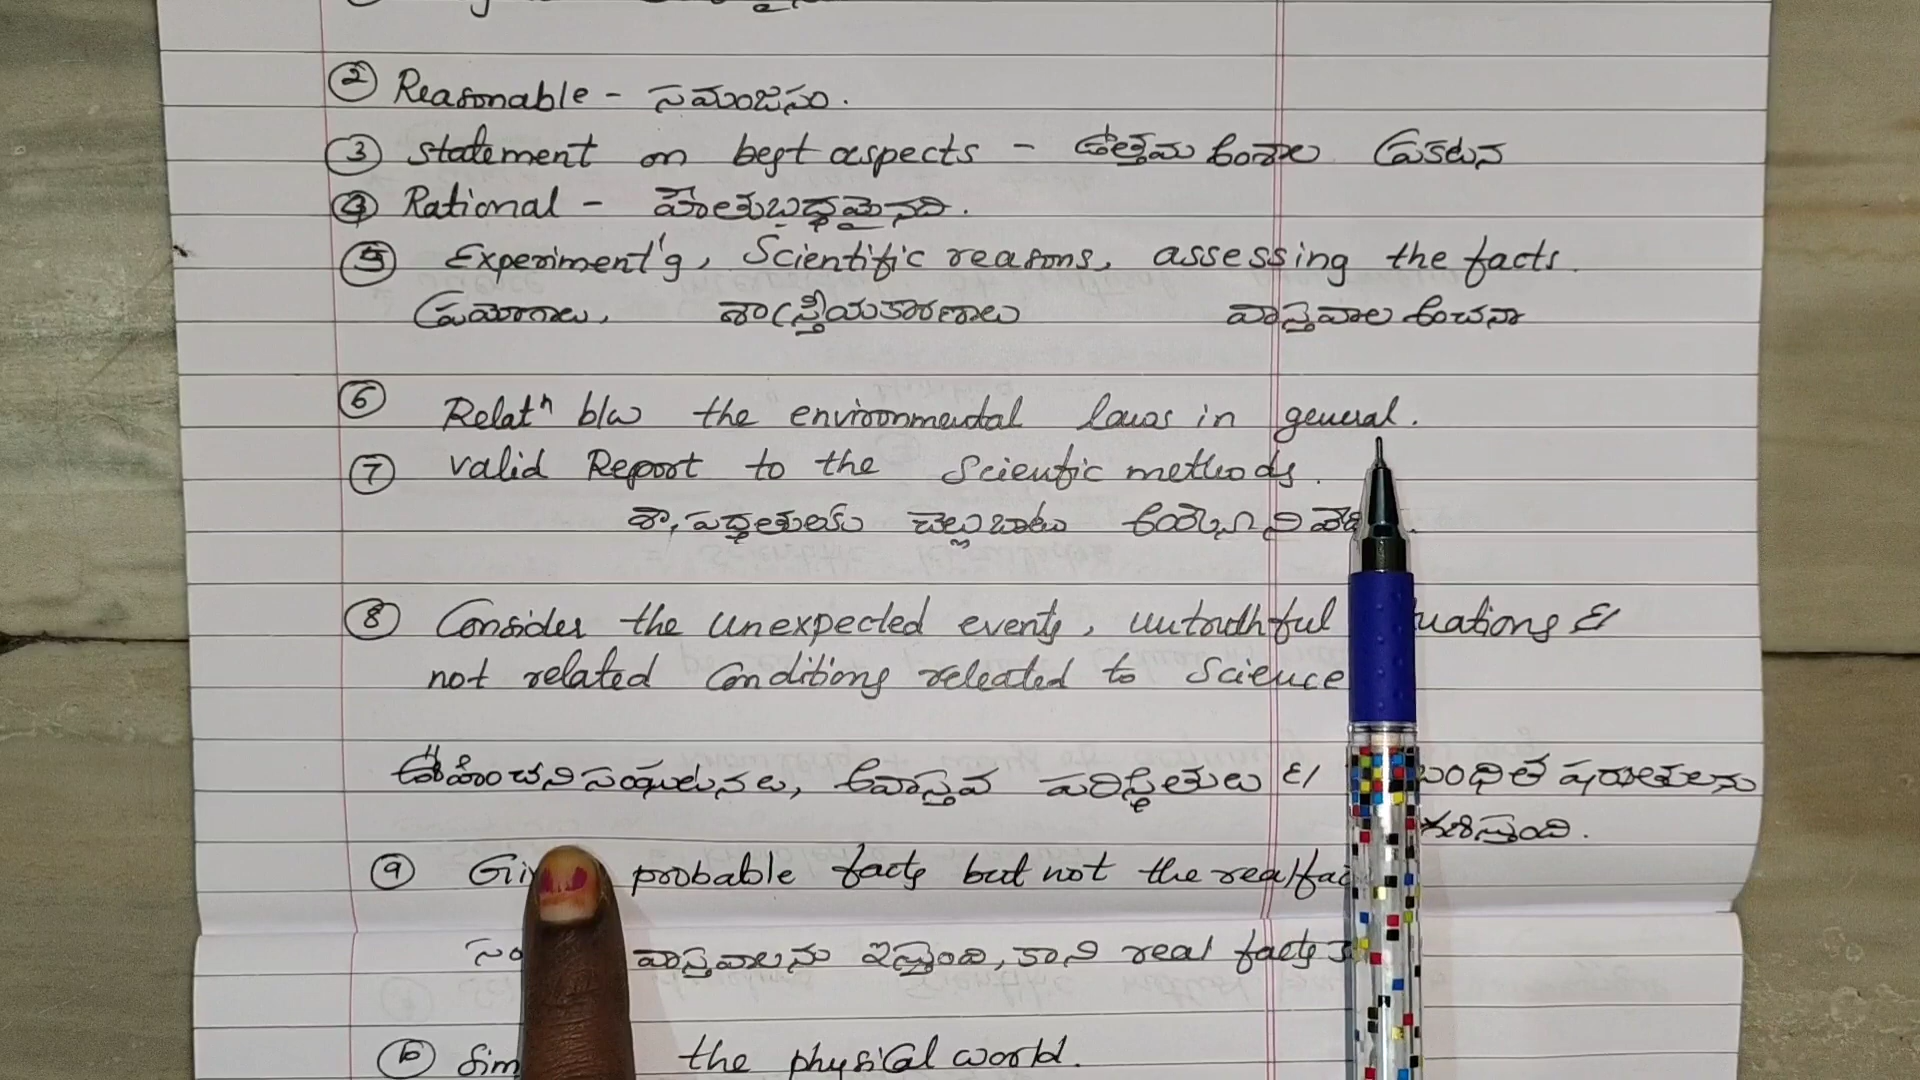 ② Reasonable - సమంజసం.
③ statement on best aspects - ఉత్తమ అంశాల ప్రకటన
④ Rational - హేతుబద్ధమైనది.
⑤ Experiment'g, Scientific reasons, assessing the facts.
ప్రయోగాలు, శాస్త్రీయకారణాలు వాస్తవాల అంచనా
⑥ Relatⁿ b/w the environmental laws in general.
⑦ valid Report to the Scientific methods.
శా, పద్ధతులకు చెల్లుబాటు
⑧ Consider the unexpected events, untruthful &
not related Conditions releated to Science
ఊహించని సంఘటనలు, అవాస్తవ పరిస్థితులు &
ⓐ probable facts but not the real
వాస్తవాలను ఇస్తుంది, కాని real facts
ⓑ the physical world.